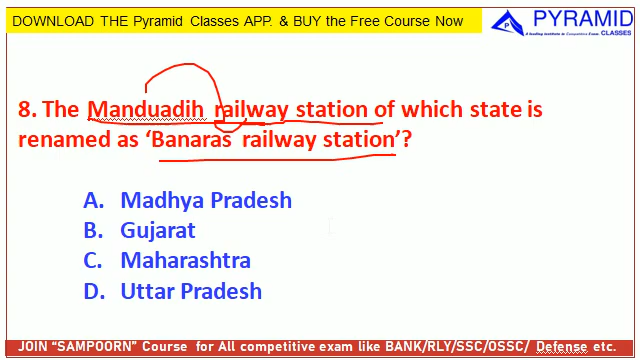 DOWNLOAD THE Pyramid Classes APP. & BUY the Free Course Now
PYRAMID
CLASSES
A leading institute in Competitive Exam
8. The Manduadih railway station of which state is
renamed as ‘Banaras railway station’?
A. Madhya Pradesh
B. Gujarat
C. Maharashtra
D. Uttar Pradesh
JOIN “SAMPOORN” Course for All competitive exam like BANK/RLY/SSC/OSSC/ Defense etc.